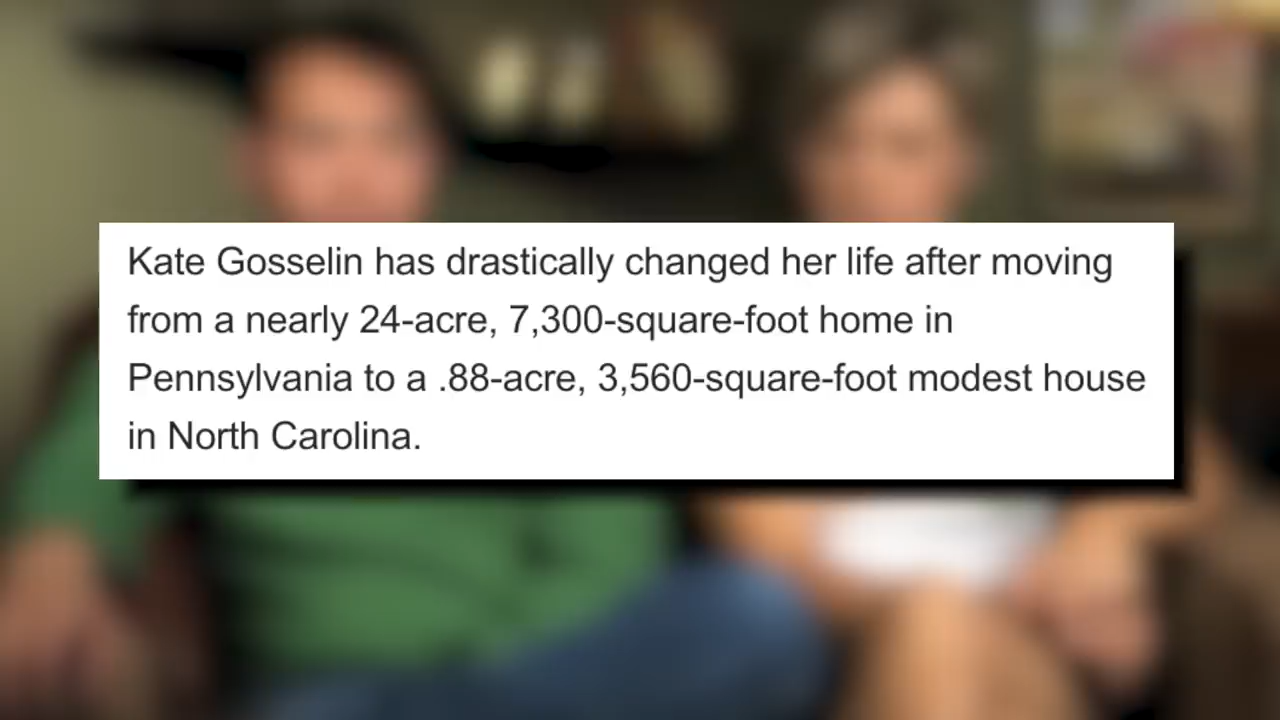 Kate Gosselin has drastically changed her life after moving
from a nearly 24-acre, 7,300-square-foot home in
Pennsylvania to a .88-acre, 3,560-square-foot modest house
in North Carolina.